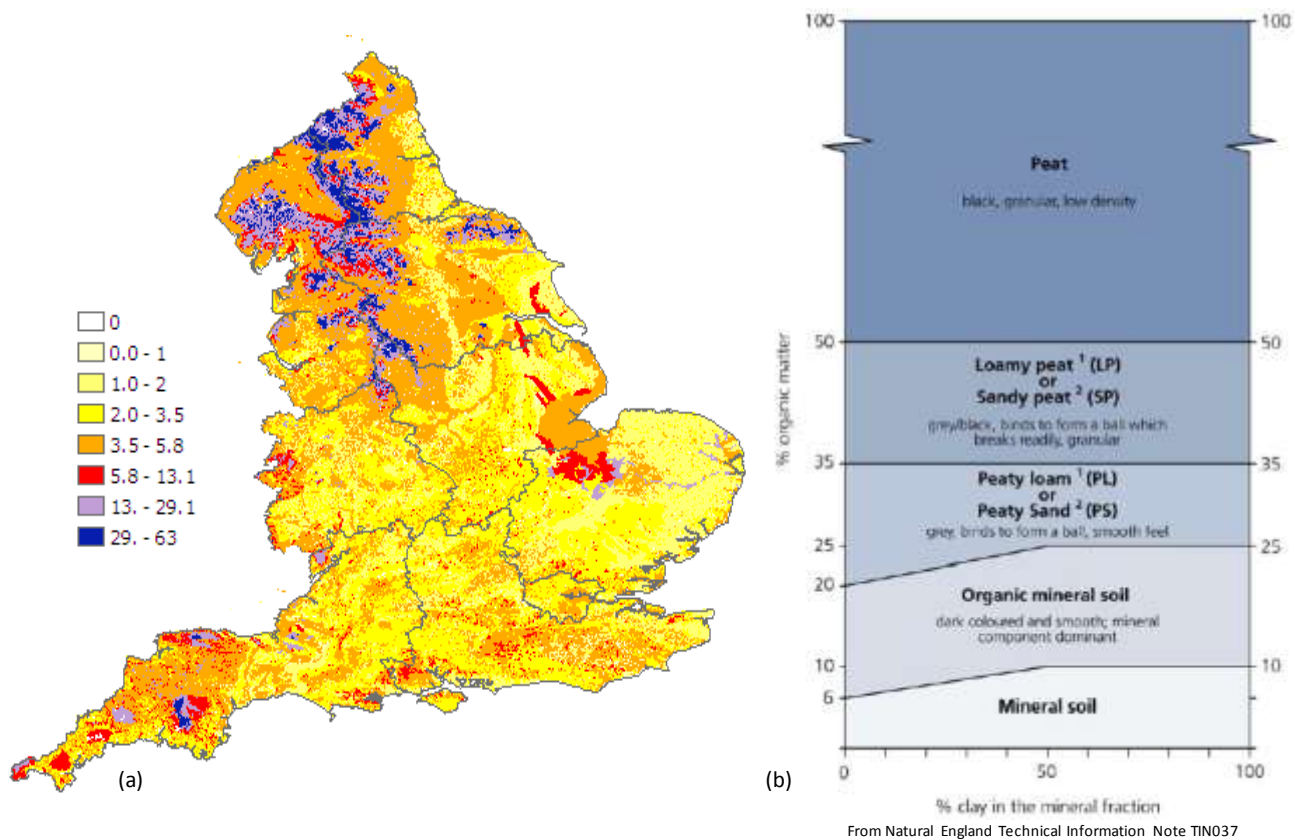 0
0.0 - 1
1.0 - 2
2.0 - 3.5
3.5 - 5.8
5.8 - 13.1
13. - 29.1
29. - 63
(a)
(b)
100
100
Peat
black, granular, low density
50
50
Loamy peat ¹ (LP)
or
Sandy peat ² (SP)
grey/black, binds to form a ball which
breaks readily, granular
35
35
Peaty loam ¹ (PL)
or
Peaty Sand ² (PS)
grey, binds to form a ball, smooth feel
25
25
20
Organic mineral soil
dark coloured and smooth; mineral
component dominant
10
10
6
Mineral soil
% organic matter
0
50
100
% clay in the mineral fraction
From Natural England Technical Information Note TIN037